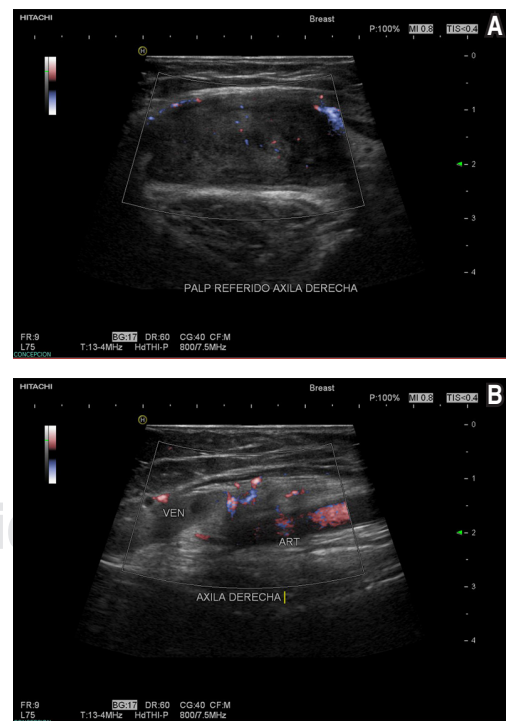 HITACHI
Breast
P:100% MI 0.8 TIS<0.4
A
0
1
2
3
4
PALP REFERIDO AXILA DERECHA
FR:9 BG:17 DR:60 CG:40 CF:M
L75 T:13-4MHz HdTHI-P 800/7.5MHz
CONCEPCION
HITACHI
Breast
P:100% MI 0.8 TIS<0.4
B
0
1
VEN
2
ART
3
AXILA DERECHA
4
FR:9 BG:17 DR:60 CG:40 CF:M
L75 T:13-4MHz HdTHI-P 800/7.5MHz
CONCEPCION